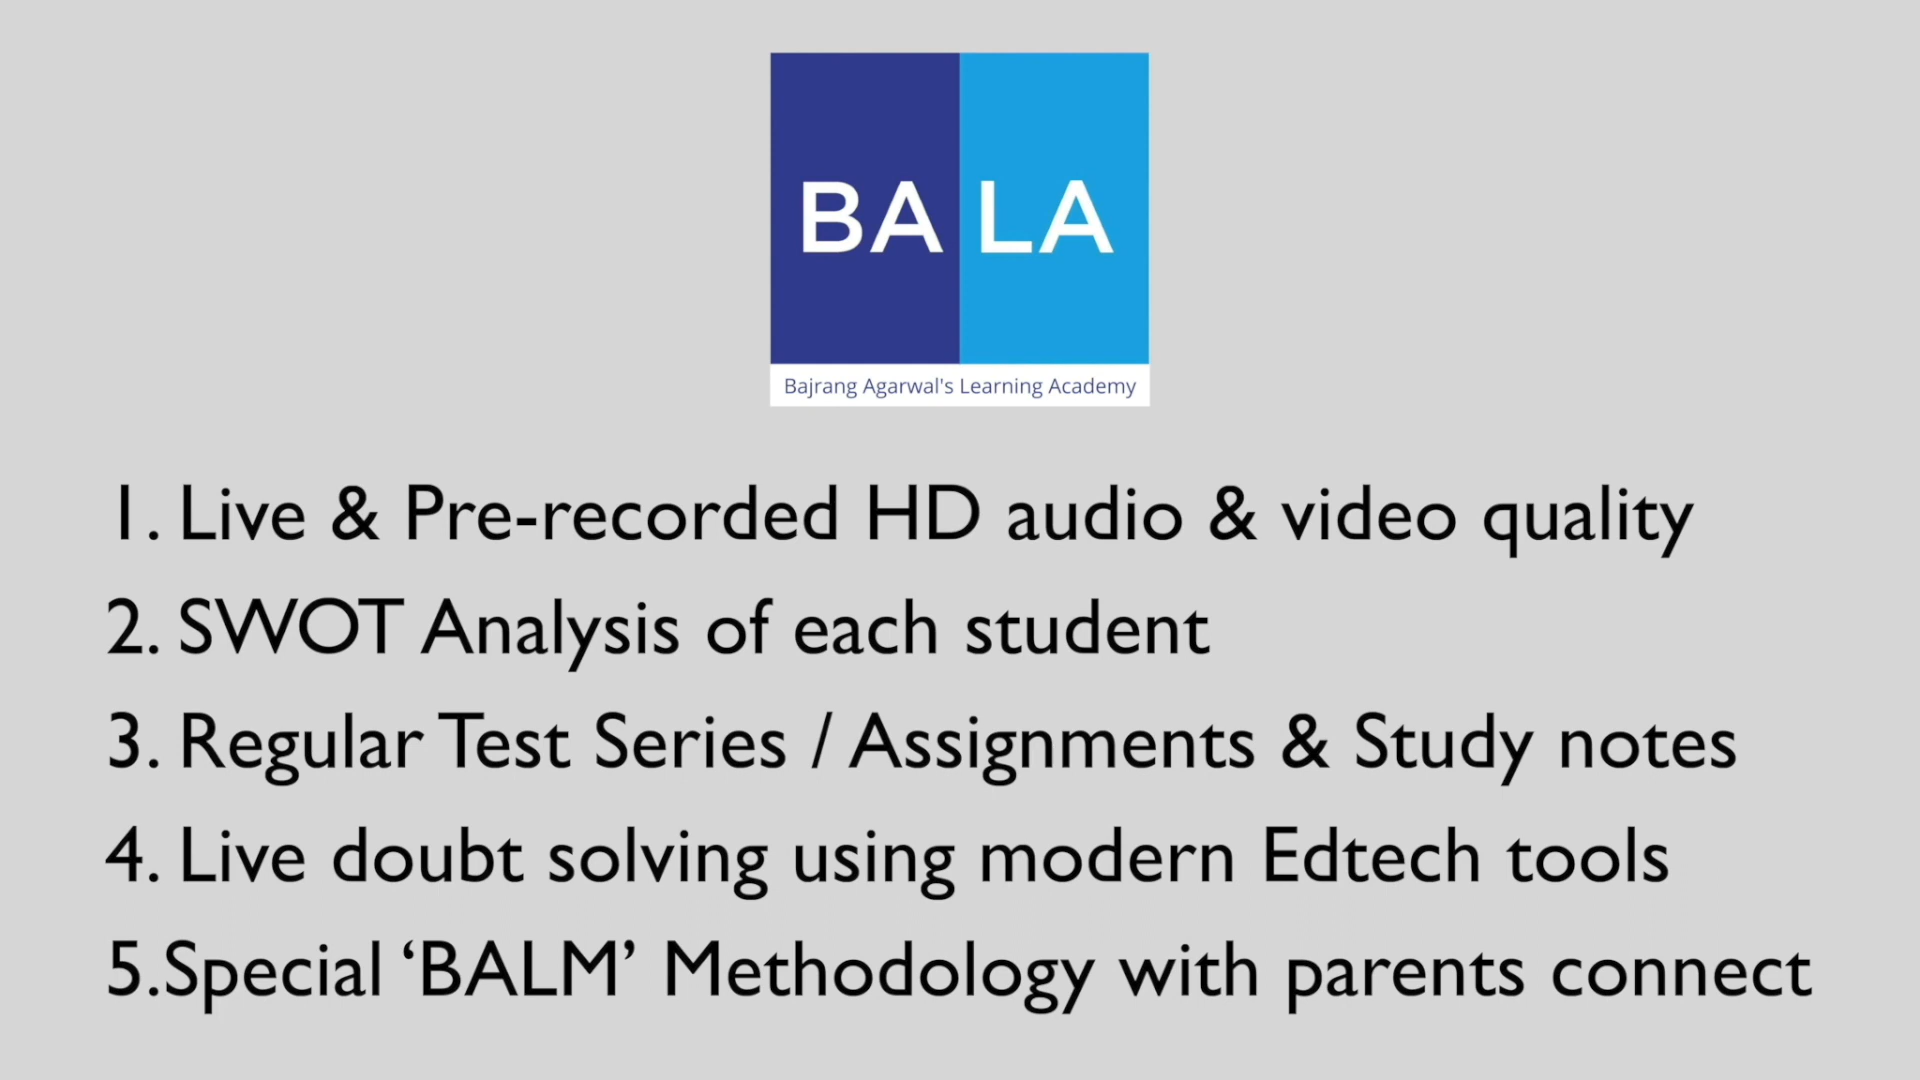 BALA
Bajrang Agarwal's Learning Academy
1. Live & Pre-recorded HD audio & video quality
2. SWOT Analysis of each student
3. Regular Test Series / Assignments & Study notes
4. Live doubt solving using modern Edtech tools
5.Special ‘BALM’ Methodology with parents connect